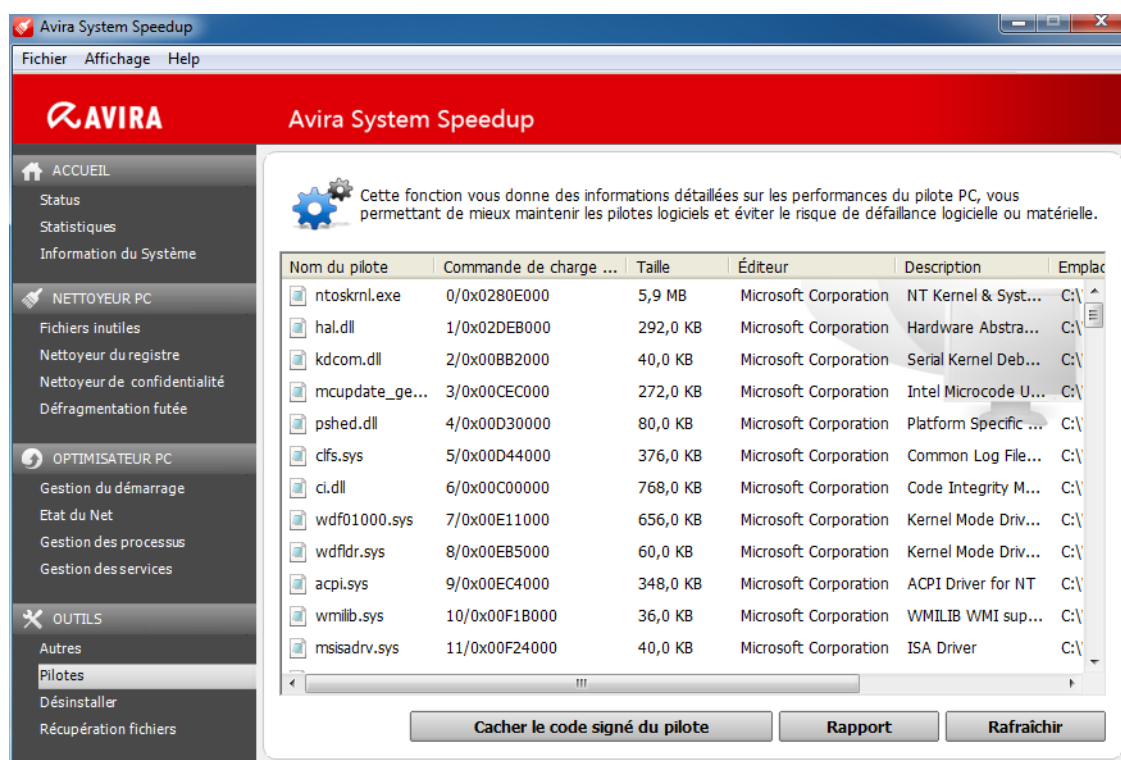 Avira System Speedup
Fichier Affichage Help
AVIRA
Avira System Speedup
ACCUEIL
Status
Statistiques
Information du Système
NETTOYEUR PC
Fichiers inutiles
Nettoyeur du registre
Nettoyeur de confidentialité
Défragmentation futée
OPTIMISATEUR PC
Gestion du démarrage
Etat du Net
Gestion des processus
Gestion des services
OUTILS
Autres
Pilotes
Désinstaller
Récupération fichiers
Cette fonction vous donne des informations détaillées sur les performances du pilote PC, vous
permettant de mieux maintenir les pilotes logiciels et éviter le risque de défaillance logicielle ou matérielle.
Nom du pilote Commande de charge ... Taille Éditeur Description Emplac
ntoskrnl.exe 0/0x0280E000 5,9 MB Microsoft Corporation NT Kernel & Syst... C:\
hal.dll 1/0x02DEB000 292,0 KB Microsoft Corporation Hardware Abstra... C:\
kdcom.dll 2/0x00BB2000 40,0 KB Microsoft Corporation Serial Kernel Deb... C:\
mcupdate_ge... 3/0x00CEC000 272,0 KB Microsoft Corporation Intel Microcode U... C:\
pshed.dll 4/0x00D30000 80,0 KB Microsoft Corporation Platform Specific ... C:\
clfs.sys 5/0x00D44000 376,0 KB Microsoft Corporation Common Log File... C:\
ci.dll 6/0x00C00000 768,0 KB Microsoft Corporation Code Integrity M... C:\
wdf01000.sys 7/0x00E11000 656,0 KB Microsoft Corporation Kernel Mode Driv... C:\
wdfldr.sys 8/0x00EB5000 60,0 KB Microsoft Corporation Kernel Mode Driv... C:\
acpi.sys 9/0x00EC4000 348,0 KB Microsoft Corporation ACPI Driver for NT C:\
wmilib.sys 10/0x00F1B000 36,0 KB Microsoft Corporation WMILIB WMI sup... C:\
msisadrv.sys 11/0x00F24000 40,0 KB Microsoft Corporation ISA Driver C:\
Cacher le code signé du pilote Rapport Rafraîchir